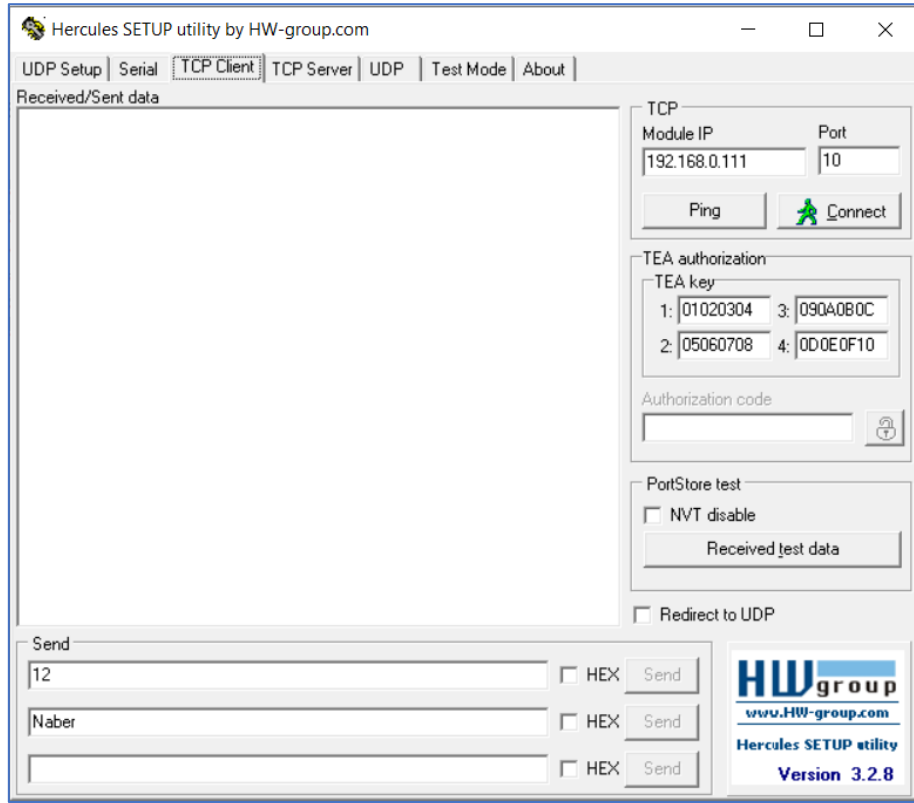 Hercules SETUP utility by HW-group.com
UDP Setup Serial TCP Client TCP Server UDP Test Mode About
Received/Sent data
TCP
Module IP Port
192.168.0.111 10
Ping Connect
TEA authorization
TEA key
1: 01020304 3: 090A0B0C
2: 05060708 4: 0D0E0F10
Authorization code
PortStore test
NVT disable
Received test data
Redirect to UDP
Send
12 HEX Send
Naber HEX Send
HEX Send
HW group
www.HW-group.com
Hercules SETUP utility
Version 3.2.8